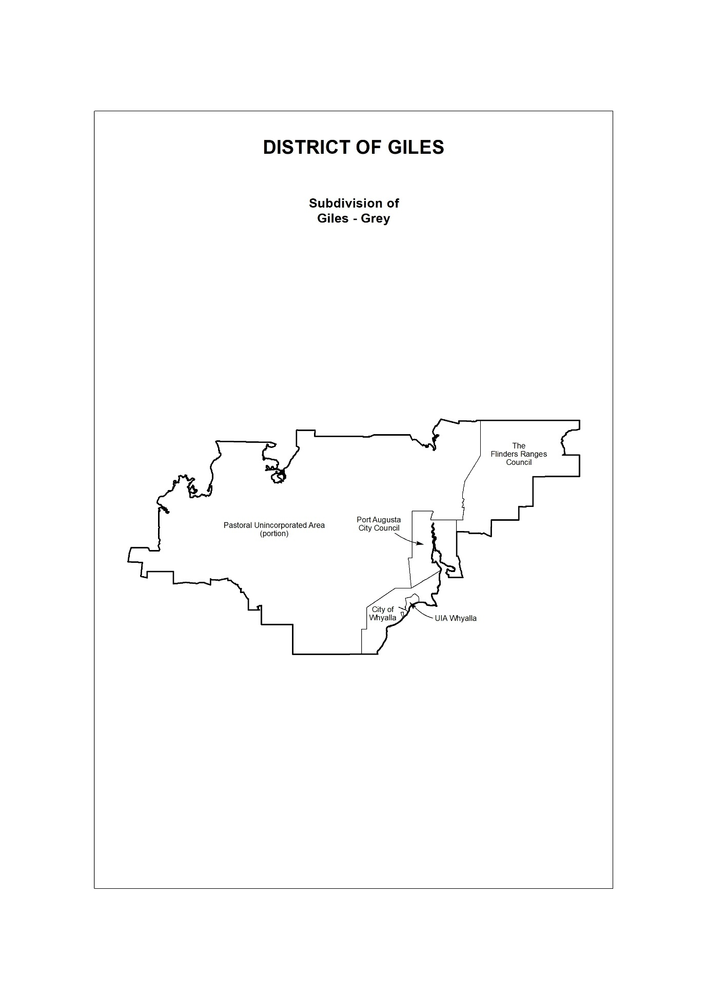 DISTRICT OF GILES
Subdivision of
Giles - Grey
The
Flinders Ranges
Council
Port Augusta
City Council
Pastoral Unincorporated Area
(portion)
City of
Whyalla
UIA Whyalla